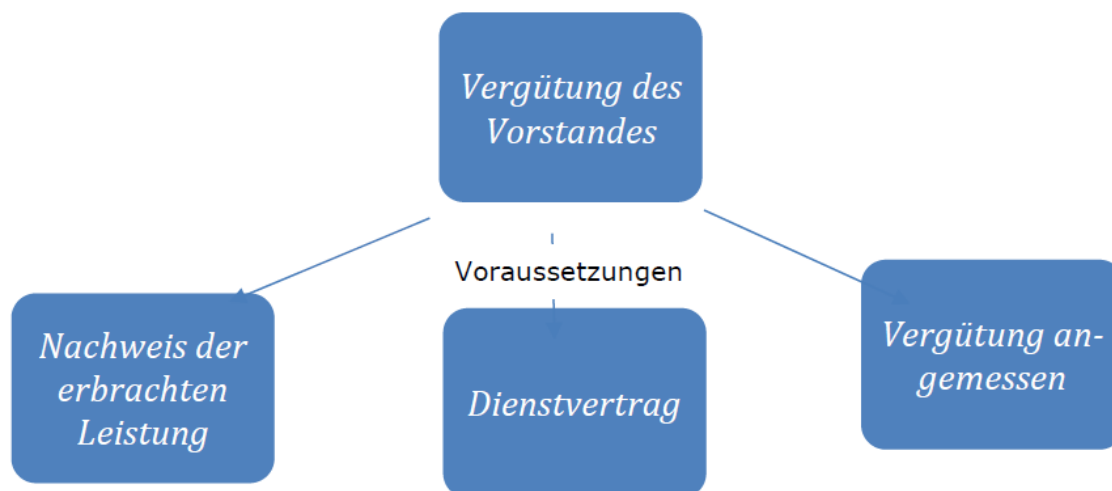 Vergütung des
Vorstandes
Voraussetzungen
Nachweis der
erbrachten
Leistung
Dienstvertrag
Vergütung an-
gemessen